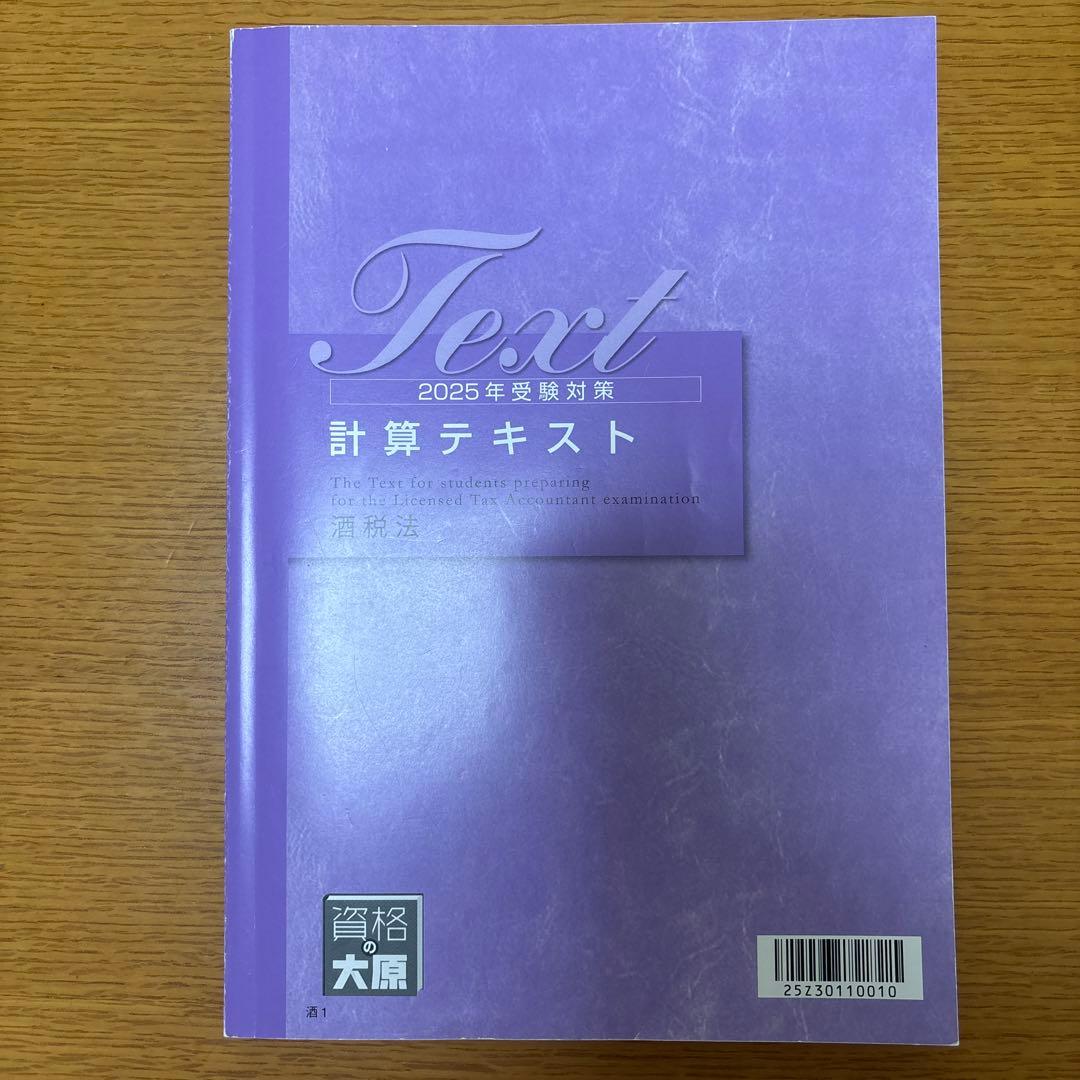 Text
2025年受験対策
計算テキスト
The Text for students preparing
for the Licensed Tax Accountant examination
酒税法
資格
の
大原
25Z30110010
酒1